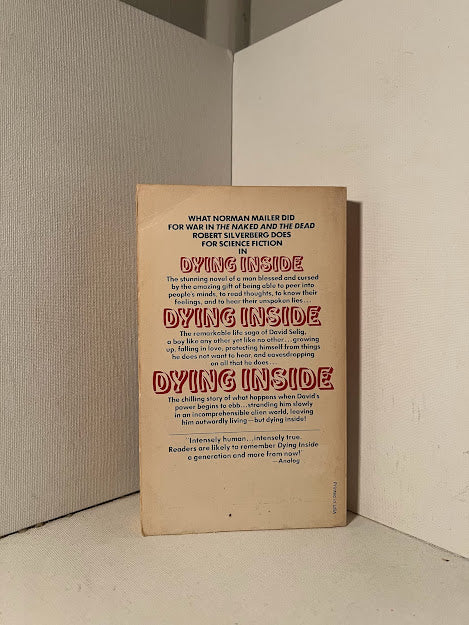 WHAT NORMAN MAILER DID
FOR WAR IN THE NAKED AND THE DEAD
ROBERT SILVERBERG DOES
FOR SCIENCE FICTION
IN
DYING INSIDE
The stunning novel of a man blessed and cursed
by the amazing gift of being able to peer into
people's minds, to read thoughts, to know their
feelings, and to hear their unspoken lies...
DYING INSIDE
The remarkable life saga of David Selig,
a boy like any other yet like no other...growing
up, falling in love, protecting himself from things
he does not want to hear, and eavesdropping
on all that he does...
DYING INSIDE
The chilling story of what happens when David's
power begins to ebb...stranding him slowly
in an incomprehensible alien world, leaving
him outwardly living—but dying inside!
"Intensely human...intensely true.
Readers are likely to remember Dying Inside
a generation and more from now!"
—Analog
Printed in USA